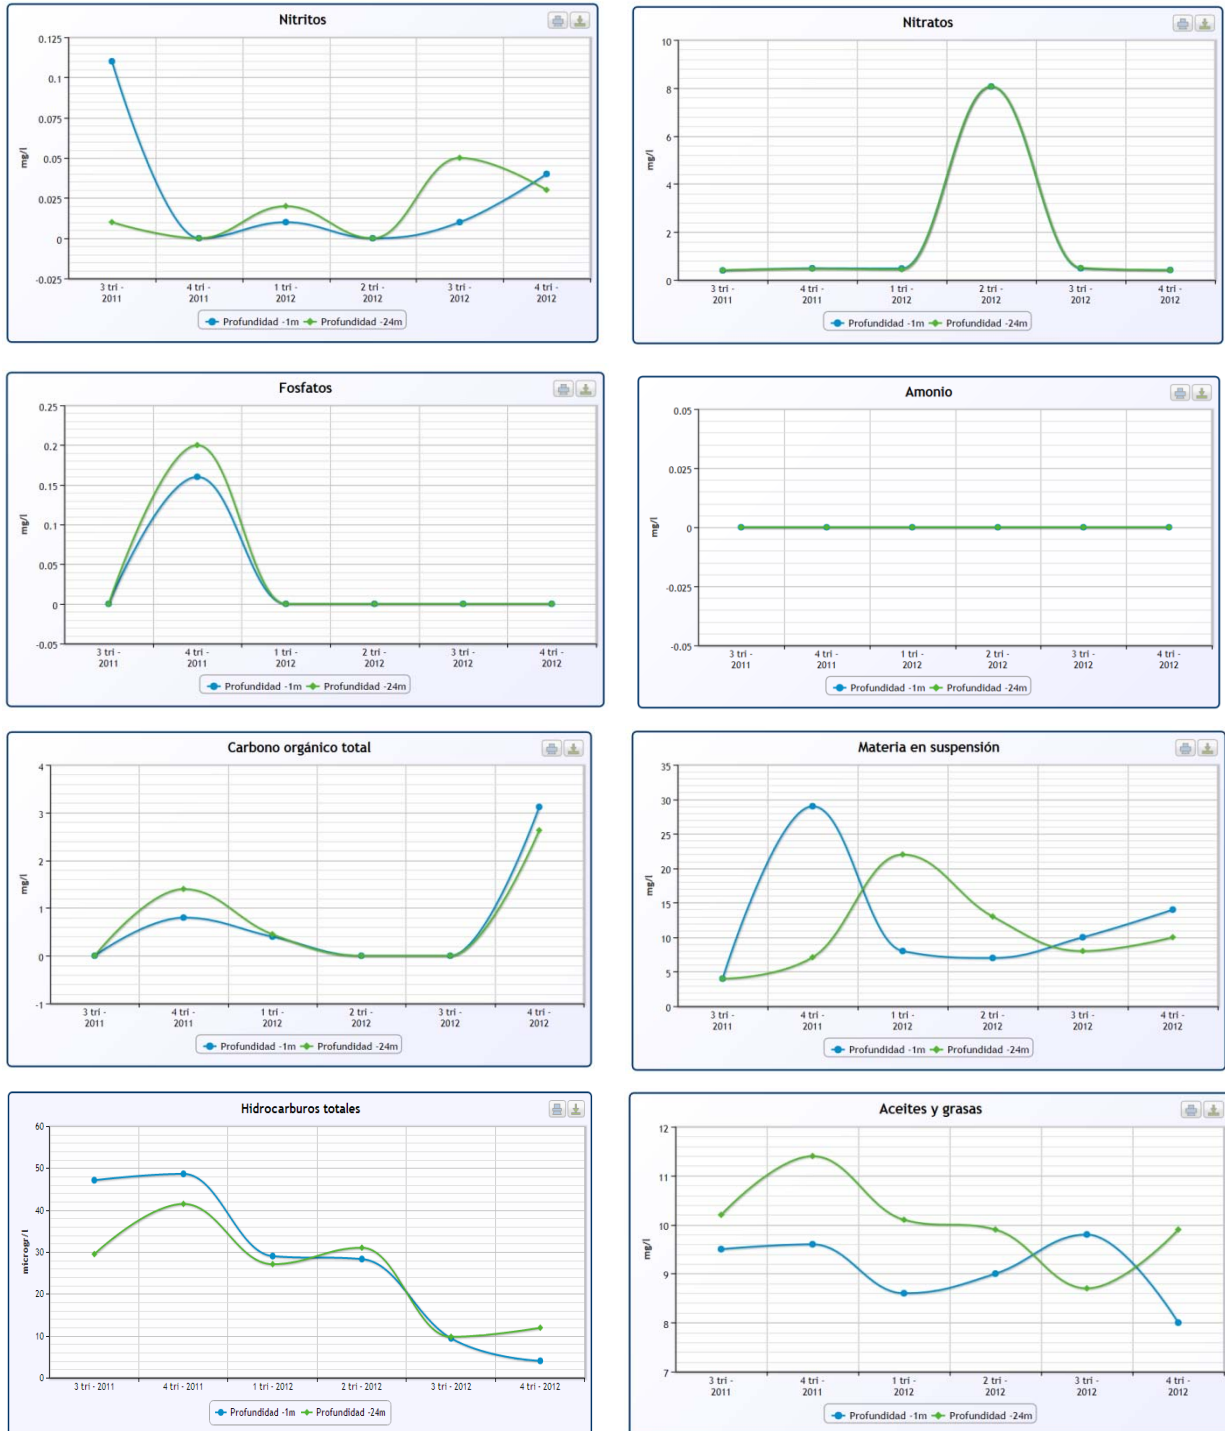 Nitritos
0.125
0.1
0.075
0.05
0.025
0
-0.025
mg/l
3 tri - 2011
4 tri - 2011
1 tri - 2012
2 tri - 2012
3 tri - 2012
4 tri - 2012
Profundidad -1m Profundidad -24m
Nitratos
10
8
6
4
2
0
mg/l
3 tri - 2011
4 tri - 2011
1 tri - 2012
2 tri - 2012
3 tri - 2012
4 tri - 2012
Profundidad -1m Profundidad -24m
Fosfatos
0.25
0.2
0.15
0.1
0.05
0
-0.05
mg/l
3 tri - 2011
4 tri - 2011
1 tri - 2012
2 tri - 2012
3 tri - 2012
4 tri - 2012
Profundidad -1m Profundidad -24m
Amonio
0.05
0.025
0
-0.025
-0.05
mg/l
3 tri - 2011
4 tri - 2011
1 tri - 2012
2 tri - 2012
3 tri - 2012
4 tri - 2012
Profundidad -1m Profundidad -24m
Carbono orgánico total
4
3
2
1
0
-1
mg/l
3 tri - 2011
4 tri - 2011
1 tri - 2012
2 tri - 2012
3 tri - 2012
4 tri - 2012
Profundidad -1m Profundidad -24m
Materia en suspensión
35
30
25
20
15
10
5
0
mg/l
3 tri - 2011
4 tri - 2011
1 tri - 2012
2 tri - 2012
3 tri - 2012
4 tri - 2012
Profundidad -1m Profundidad -24m
Hidrocarburos totales
60
50
40
30
20
10
0
microgr/l
3 tri - 2011
4 tri - 2011
1 tri - 2012
2 tri - 2012
3 tri - 2012
4 tri - 2012
Profundidad -1m Profundidad -24m
Aceites y grasas
12
11
10
9
8
7
mg/l
3 tri - 2011
4 tri - 2011
1 tri - 2012
2 tri - 2012
3 tri - 2012
4 tri - 2012
Profundidad -1m Profundidad -24m